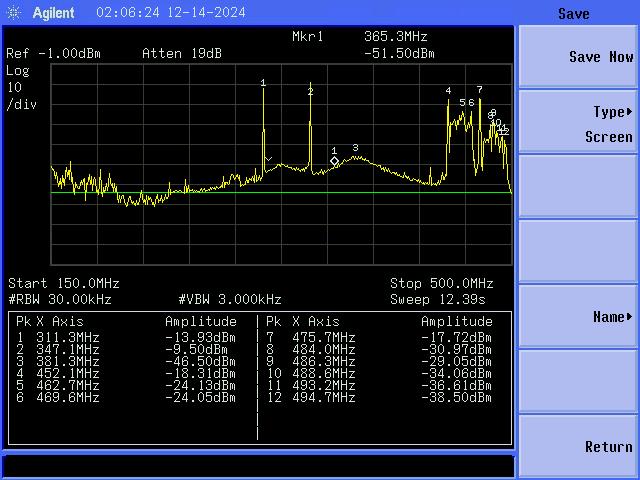 Agilent 02:06:24 12-14-2024 Save
Mkr1 365.3MHz
Ref -1.00dBm Atten 19dB -51.50dBm
Save Now
Log
10
/div
Type▸
Screen
1
2
1
3
4
5
6
7
8
9
10
11
12
Start 150.0MHz Stop 500.0MHz
#RBW 30.00kHz #VBW 3.000kHz Sweep 12.39s
Name▸
Pk X Axis Amplitude Pk X Axis Amplitude
1 311.3MHz -13.93dBm 7 475.7MHz -17.72dBm
2 347.1MHz -9.50dBm 8 484.0MHz -30.97dBm
3 381.3MHz -46.50dBm 9 486.3MHz -29.05dBm
4 452.1MHz -18.31dBm 10 488.6MHz -34.06dBm
5 462.7MHz -24.13dBm 11 493.2MHz -36.61dBm
6 469.6MHz -24.05dBm 12 494.7MHz -38.50dBm
Return